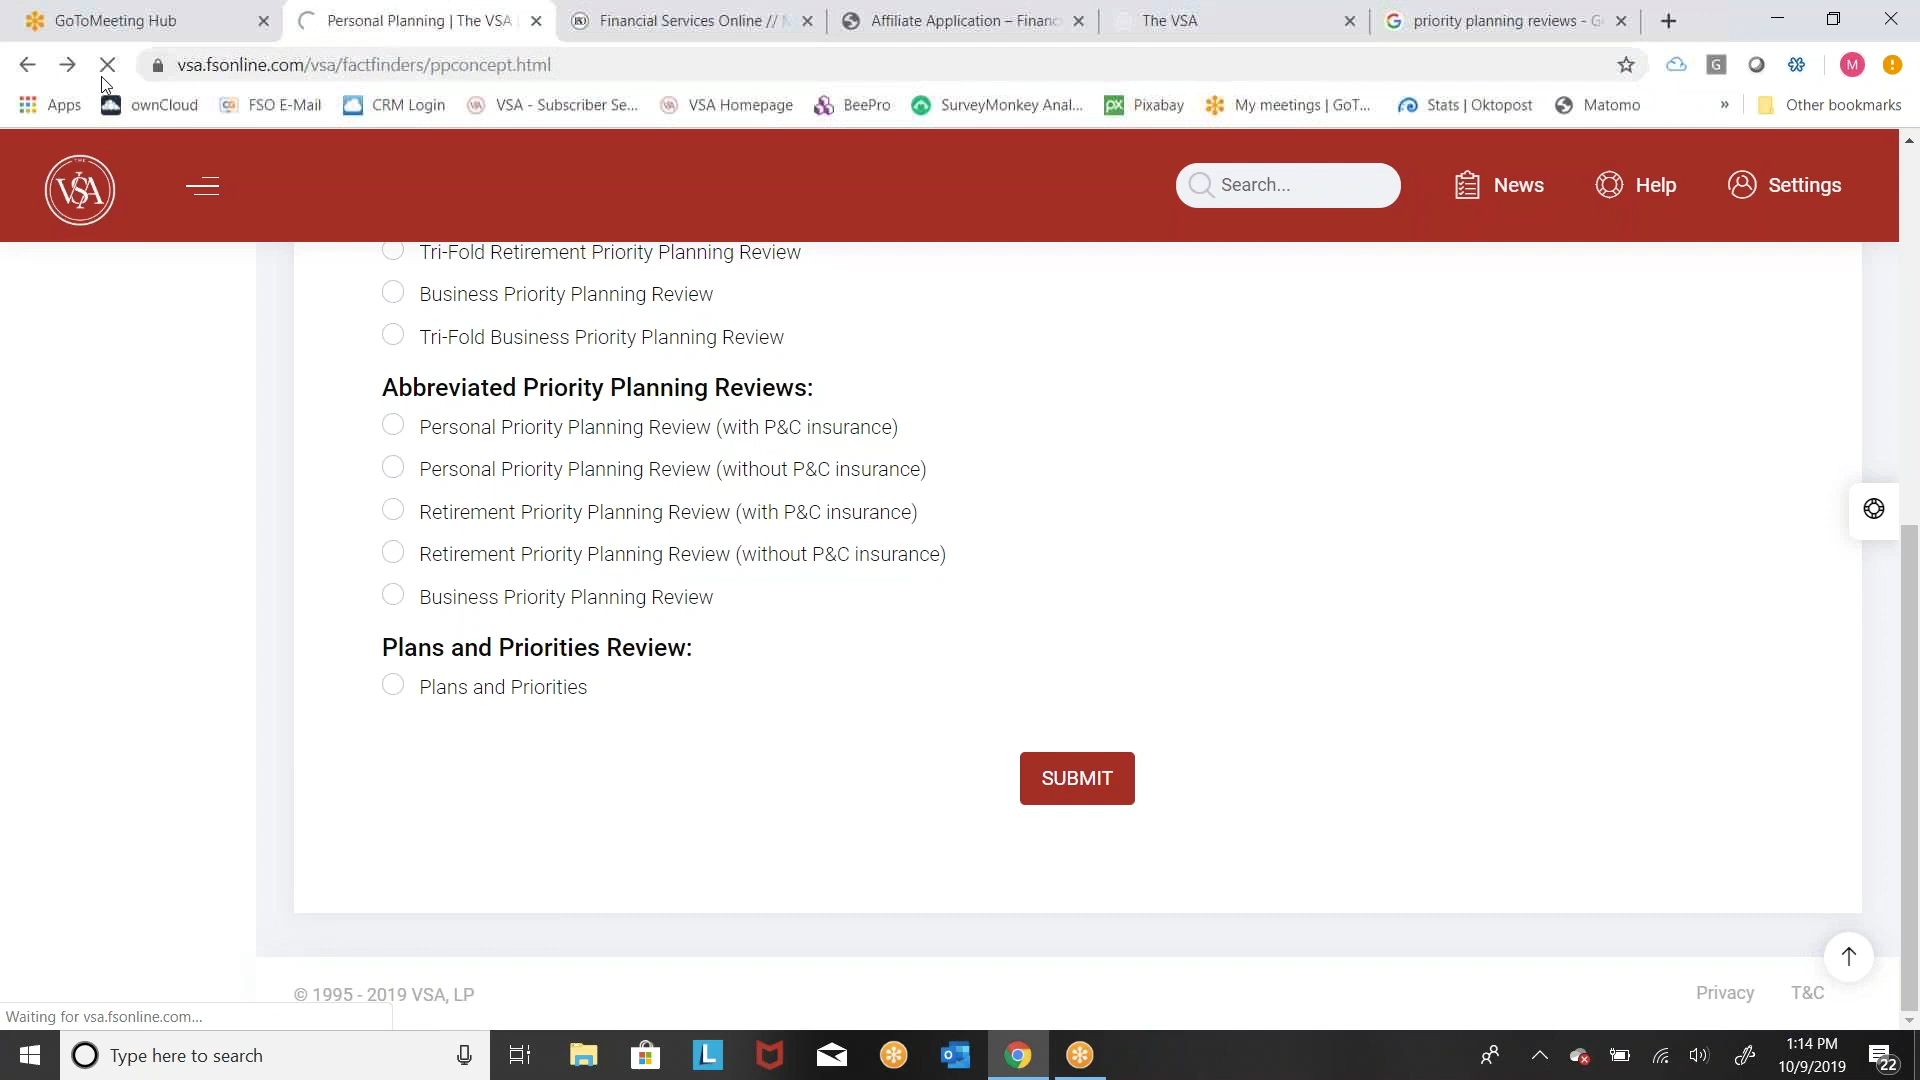 GoToMeeting Hub
Personal Planning | The VSA
Financial Services Online //
Affiliate Application – Financ
The VSA
priority planning reviews - G
vsa.fsonline.com/vsa/factfinders/ppconcept.html
G
M
Apps
ownCloud
FSO E-Mail
CRM Login
VSA - Subscriber Se...
VSA Homepage
BeePro
SurveyMonkey Anal...
px
Pixabay
My meetings | GoT...
Stats | Oktopost
Matomo
»
Other bookmarks
THE
VSA
Search...
News
Help
Settings
Tri-Fold Retirement Priority Planning Review
Business Priority Planning Review
Tri-Fold Business Priority Planning Review
Abbreviated Priority Planning Reviews:
Personal Priority Planning Review (with P&C insurance)
Personal Priority Planning Review (without P&C insurance)
Retirement Priority Planning Review (with P&C insurance)
Retirement Priority Planning Review (without P&C insurance)
Business Priority Planning Review
Plans and Priorities Review:
Plans and Priorities
SUBMIT
© 1995 - 2019 VSA, LP
Privacy
T&C
Waiting for vsa.fsonline.com...
Type here to search
L
1:14 PM
10/9/2019
22